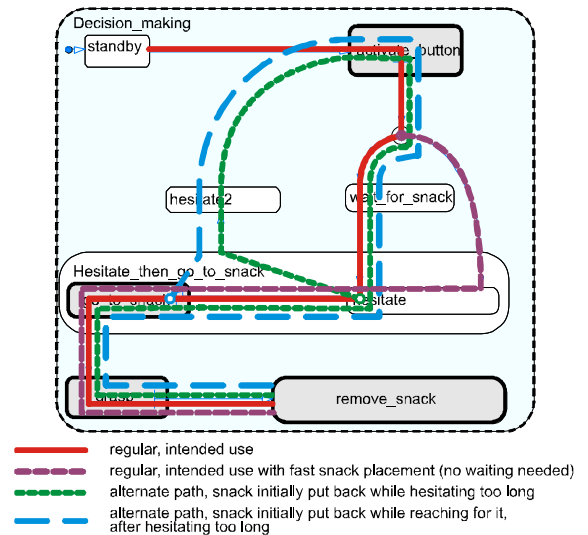 Decision_making
standby
activate_button
hesitate2
wait_for_snack
Hesitate_then_go_to_snack
go_to_snack
hesitate
grasp
remove_snack
regular, intended use
regular, intended use with fast snack placement (no waiting needed)
alternate path, snack initially put back while hesitating too long
alternate path, snack initially put back while reaching for it,
after hesitating too long